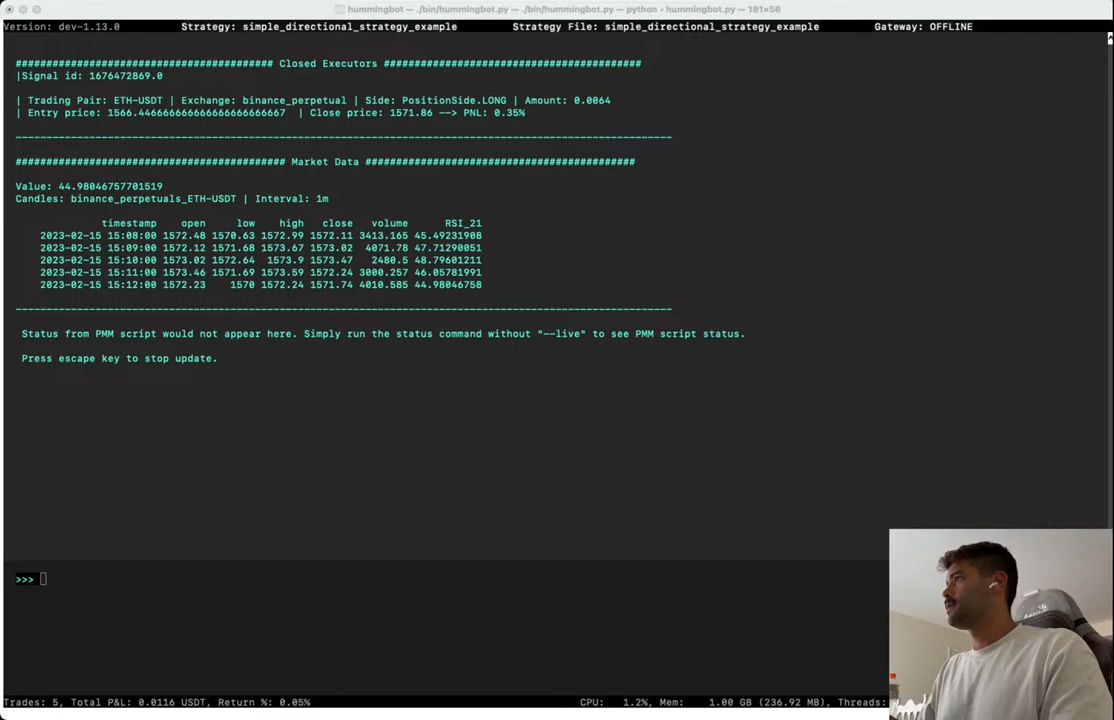 hummingbot — ./bin/hummingbot.py — ./bin/hummingbot.py — python • hummingbot.py — 181×56
Version: dev-1.13.0 Strategy: simple_directional_strategy_example Strategy File: simple_directional_strategy_example Gateway: OFFLINE
########################################## Closed Executors ##########################################
|Signal id: 1676472869.0
| Trading Pair: ETH-USDT | Exchange: binance_perpetual | Side: PositionSide.LONG | Amount: 0.0064
| Entry price: 1566.446666666666666666666667 | Close price: 1571.86 --> PNL: 0.35%
-----------------------------------------------------------------------------------------------------------
############################################ Market Data ############################################
Value: 44.98046757701519
Candles: binance_perpetuals_ETH-USDT | Interval: 1m
timestamp open low high close volume RSI_21
2023-02-15 15:08:00 1572.48 1570.63 1572.99 1572.11 3413.165 45.49231908
2023-02-15 15:09:00 1572.12 1571.68 1573.67 1573.02 4071.78 47.71290051
2023-02-15 15:10:00 1573.02 1572.64 1573.9 1573.47 2480.5 48.79601211
2023-02-15 15:11:00 1573.46 1571.69 1573.59 1572.24 3000.257 46.05781991
2023-02-15 15:12:00 1572.23 1570 1572.24 1571.74 4010.585 44.98046758
-----------------------------------------------------------------------------------------------------------
Status from PMM script would not appear here. Simply run the status command without "--live" to see PMM script status.
Press escape key to stop update.
>>>
Trades: 5, Total P&L: 0.0116 USDT, Return %: 0.05% CPU: 1.2%, Mem: 1.00 GB (236.92 MB), Threads: